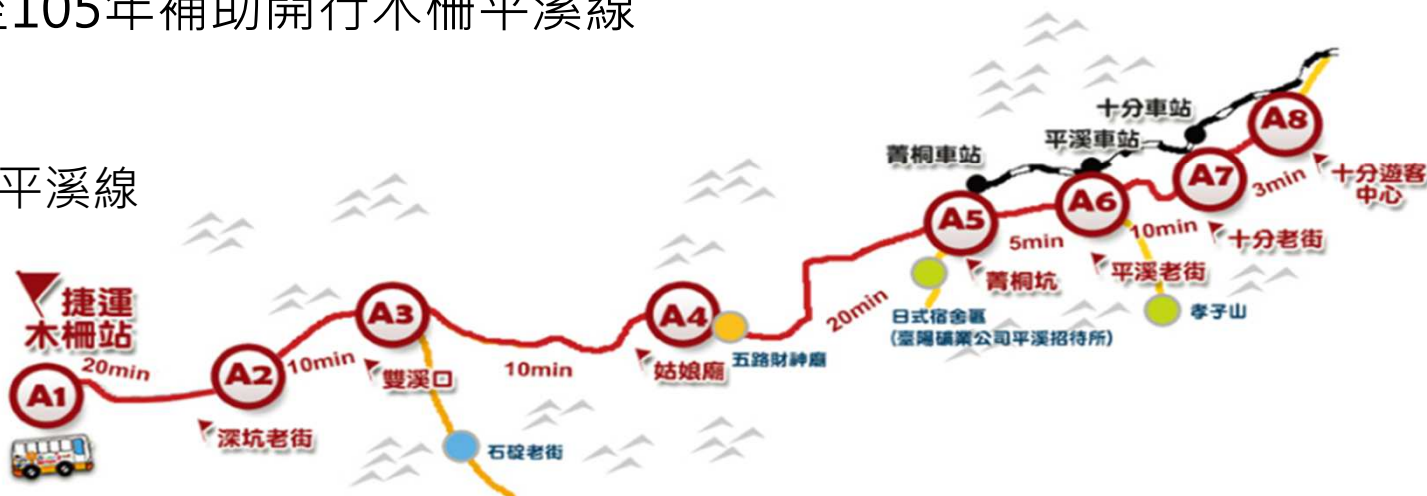 105年補助開行木柵平溪線
平溪線
捷運
木柵站
A1
20min
A2
深坑老街
10min
A3
雙溪口
石碇老街
10min
A4
姑娘廟
五路財神廟
20min
日式宿舍區
(臺陽礦業公司平溪招待所)
菁桐車站
A5
菁桐坑
5min
平溪車站
A6
平溪老街
孝子山
10min
十分車站
A7
十分老街
3min
A8
十分遊客
中心